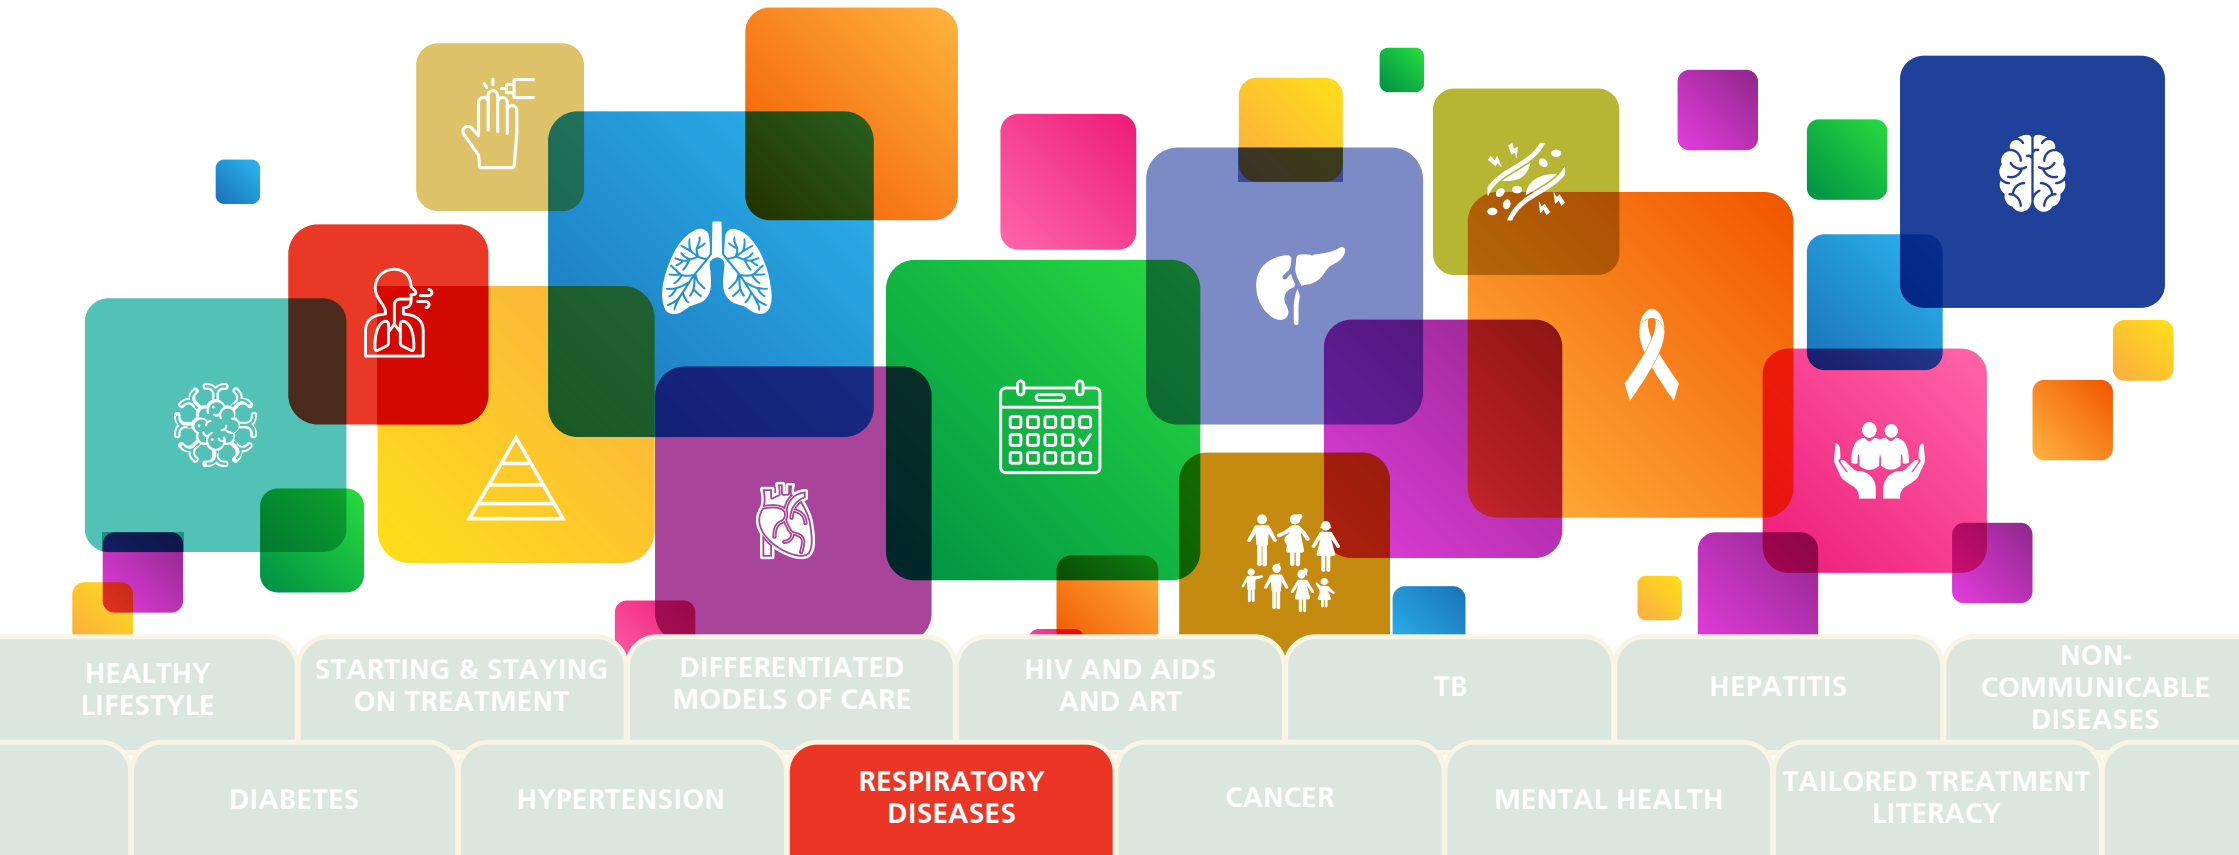 HEALTHY
LIFESTYLE
STARTING & STAYING
ON TREATMENT
DIFFERENTIATED
MODELS OF CARE
HIV AND AIDS
AND ART
TB
HEPATITIS
NON-
COMMUNICABLE
DISEASES
DIABETES
HYPERTENSION
RESPIRATORY
DISEASES
CANCER
MENTAL HEALTH
TAILORED TREATMENT
LITERACY